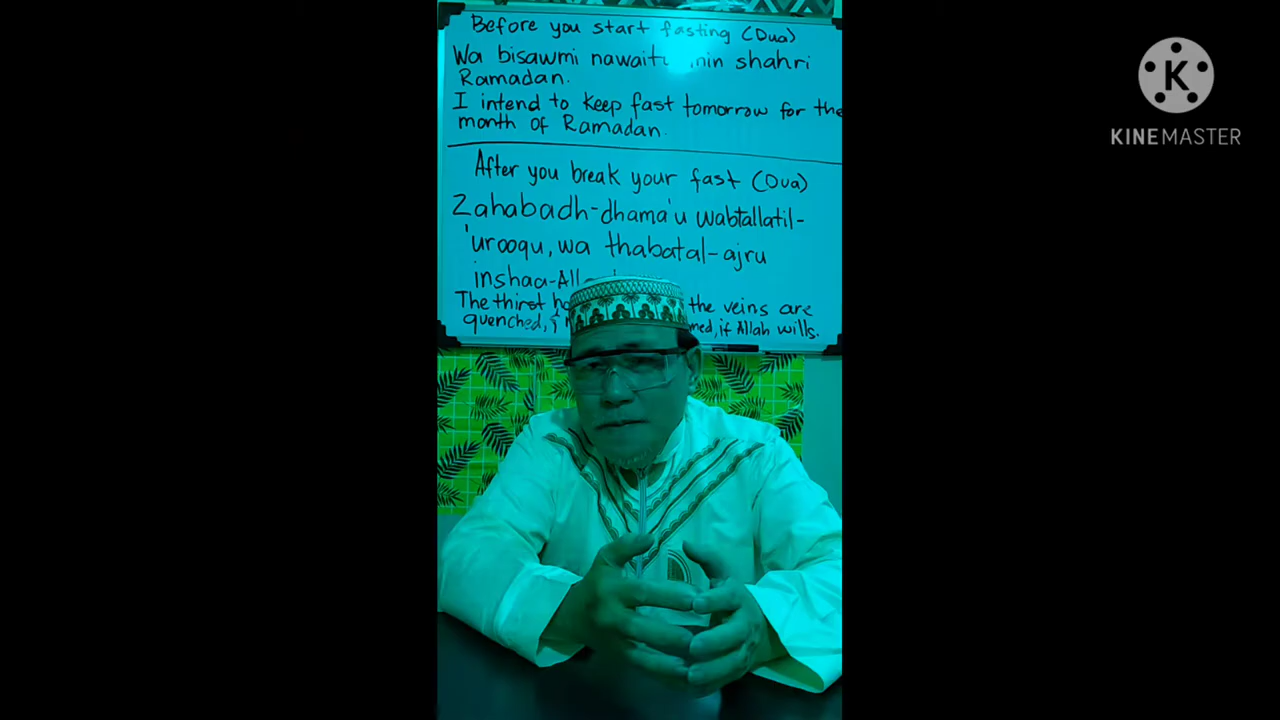 Before you start fasting (Dua)
Wa bisawmi min shahri
Ramadan.
I intend to keep fast tomorrow for the
month of Ramadan.
After you break your fast (Dua)
Zahabadh-dhama'u wabtallatil-
'urooqu, wa thabatal-ajru
The thirst the veins are
quenched, if Allah wills.
KINEMASTER